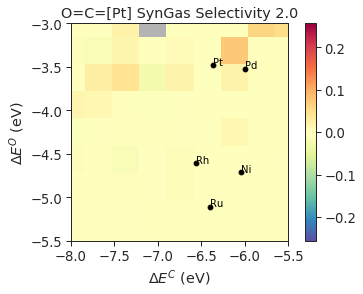 O=C=[Pt] SynGas Selectivity 2.0
−3.0
−3.5
−4.0
−4.5
−5.0
−5.5
ΔE^O (eV)
Pt
Pd
Rh
Ni
Ru
−8.0 −7.5 −7.0 −6.5 −6.0 −5.5
ΔE^C (eV)
0.2
0.1
0.0
−0.1
−0.2